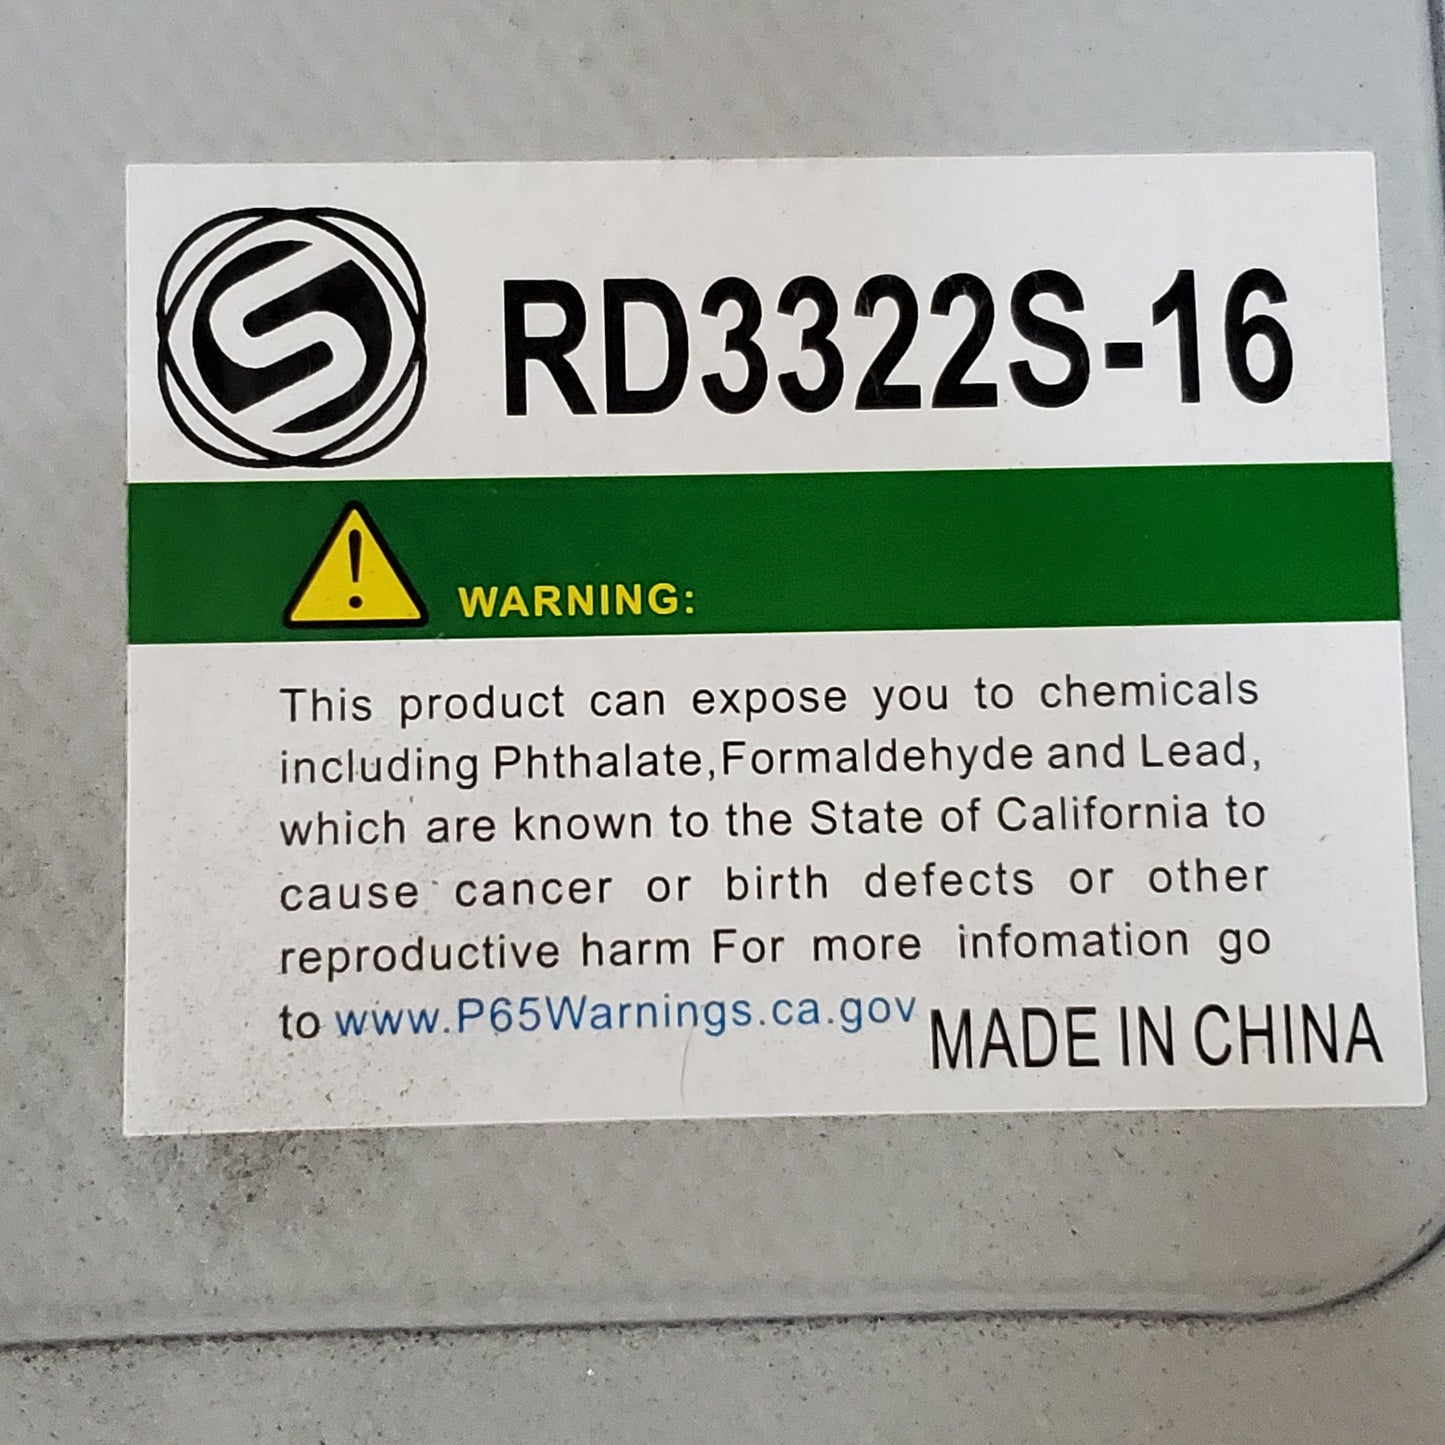 RD3322S-16
WARNING:
This product can expose you to chemicals
including Phthalate,Formaldehyde and Lead,
which are known to the State of California to
cause cancer or birth defects or other
reproductive harm For more infomation go
to www.P65Warnings.ca.gov
MADE IN CHINA